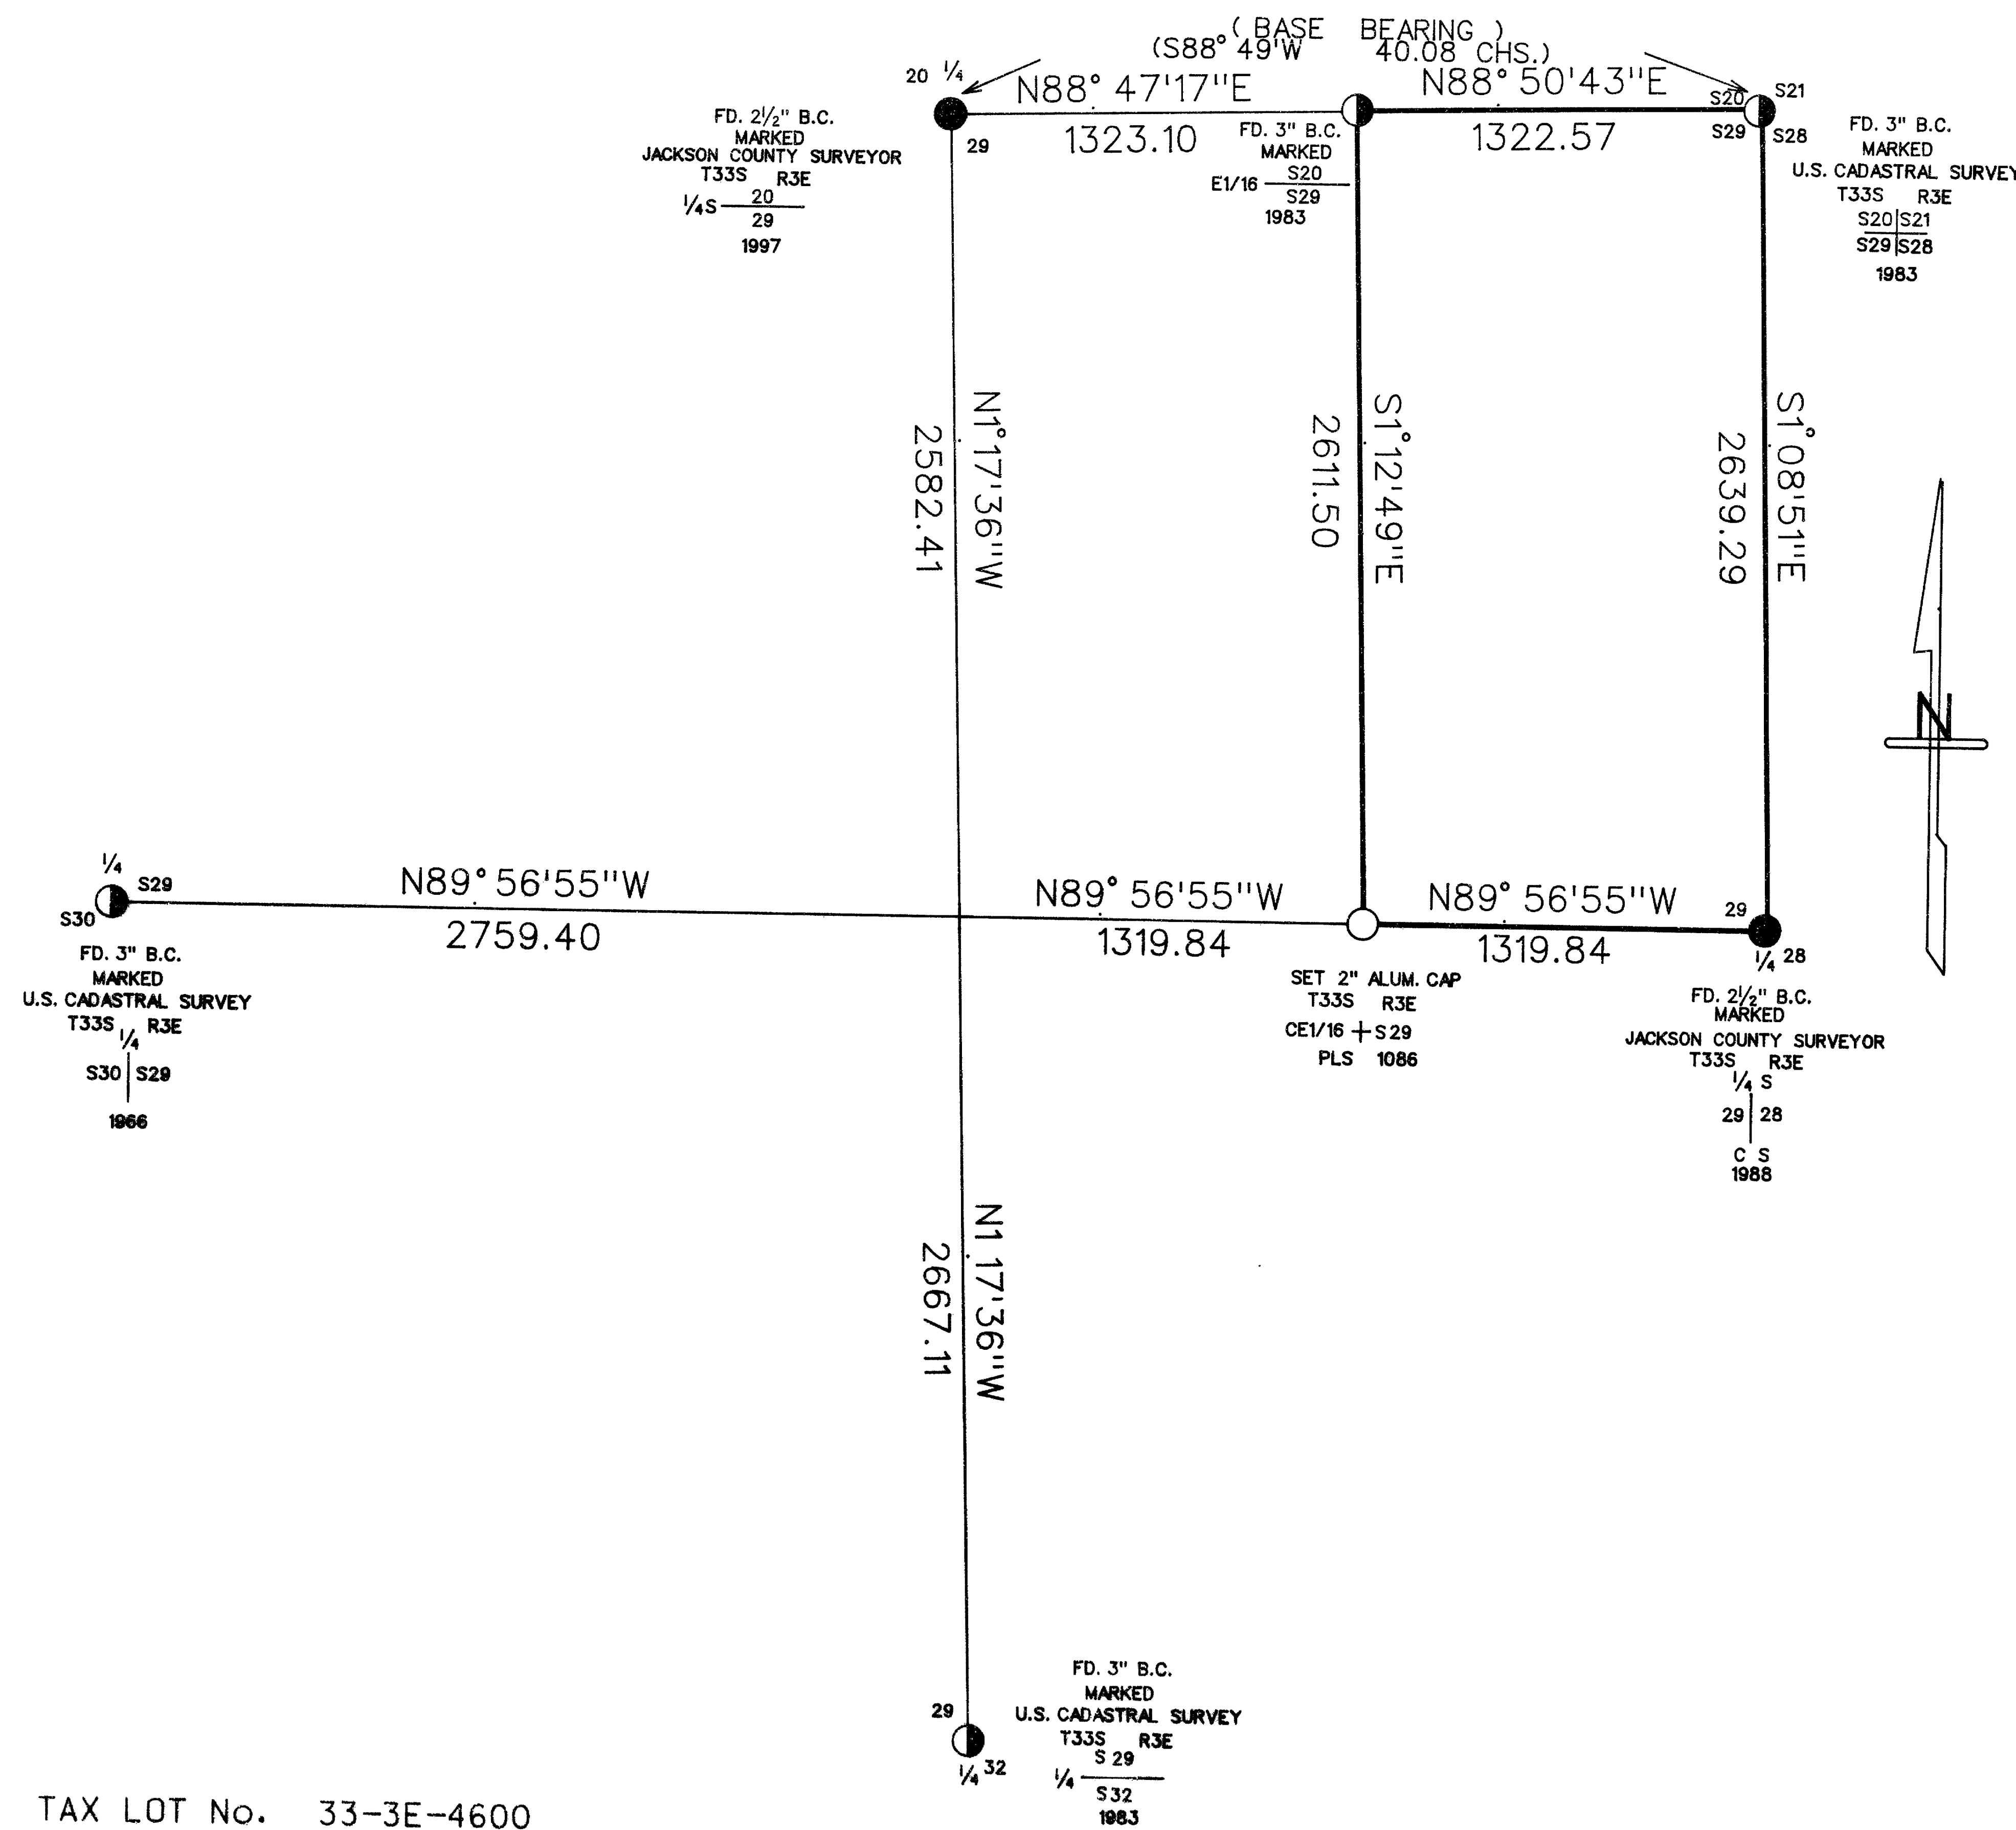 ( BASE BEARING )
(S88° 49'W 40.08 CHS.)
N88° 47'17"E
1323.10
N88° 50'43"E
1322.57
20 1/4
29
FD. 2 1/2" B.C.
MARKED
JACKSON COUNTY SURVEYOR
T33S R3E
1/4 S 20
29
1997
FD. 3" B.C.
MARKED
E1/16 S20
S29
1983
S20 S21
S29 S28
FD. 3" B.C.
MARKED
U.S. CADASTRAL SURVEY
T33S R3E
S20 S21
S29 S28
1983
N1° 17'36"W
2582.41
S1° 12'49"E
2611.50
S1° 08'51"E
2639.29
N
1/4
S29
S30
FD. 3" B.C.
MARKED
U.S. CADASTRAL SURVEY
T33S R3E
1/4
S30 S29
1966
N89° 56'55"W
2759.40
N89° 56'55"W
1319.84
N89° 56'55"W
1319.84
SET 2" ALUM. CAP
T33S R3E
CE1/16 + S29
PLS 1086
29
1/4 28
FD. 2 1/2" B.C.
MARKED
JACKSON COUNTY SURVEYOR
T33S R3E
1/4 S
29 28
C S
1988
N1 17'36"W
2667.11
29
1/4 32
FD. 3" B.C.
MARKED
U.S. CADASTRAL SURVEY
T33S R3E
S 29
1/4
S32
1983
TAX LOT No. 33-3E-4600